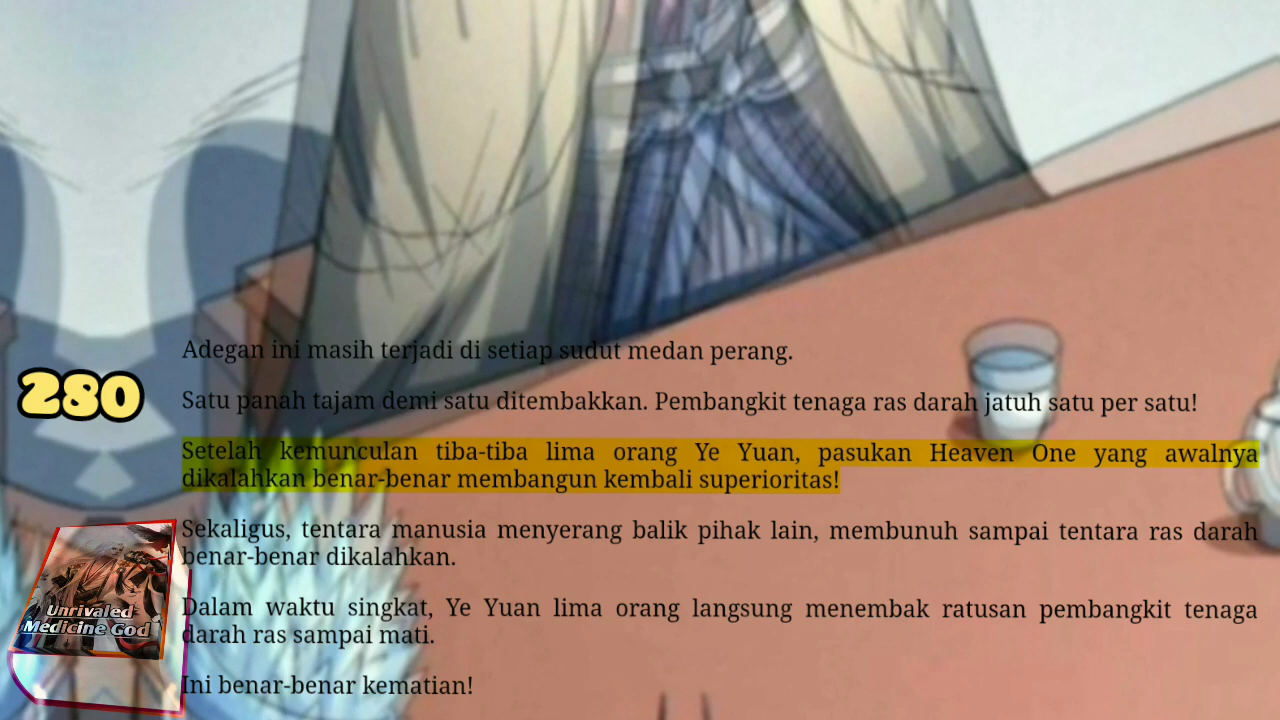 Adegan ini masih terjadi di setiap sudut medan perang.
280
Satu panah tajam demi satu ditembakkan. Pembangkit tenaga ras darah jatuh satu per satu!
Setelah kemunculan tiba-tiba lima orang Ye Yuan, pasukan Heaven One yang awalnya
dikalahkan benar-benar membangun kembali superioritas!
Sekaligus, tentara manusia menyerang balik pihak lain, membunuh sampai tentara ras darah
benar-benar dikalahkan.
Dalam waktu singkat, Ye Yuan lima orang langsung menembak ratusan pembangkit tenaga
darah ras sampai mati.
Ini benar-benar kematian!
Unrivaled
Medicine God